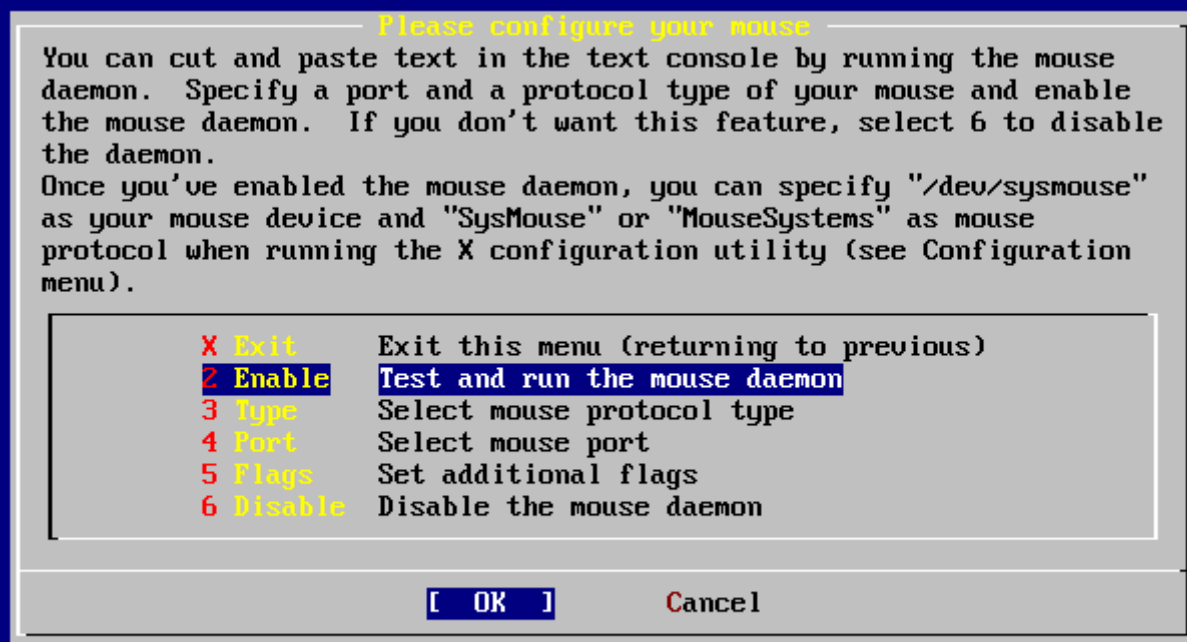 Please configure your mouse
You can cut and paste text in the text console by running the mouse
daemon.  Specify a port and a protocol type of your mouse and enable
the mouse daemon.  If you don't want this feature, select 6 to disable
the daemon.
Once you've enabled the mouse daemon, you can specify "/dev/sysmouse"
as your mouse device and "SysMouse" or "MouseSystems" as mouse
protocol when running the X configuration utility (see Configuration
menu).
X Exit     Exit this menu (returning to previous)
2 Enable   Test and run the mouse daemon
3 Type     Select mouse protocol type
4 Port     Select mouse port
5 Flags    Set additional flags
6 Disable  Disable the mouse daemon
[  OK  ]       Cancel